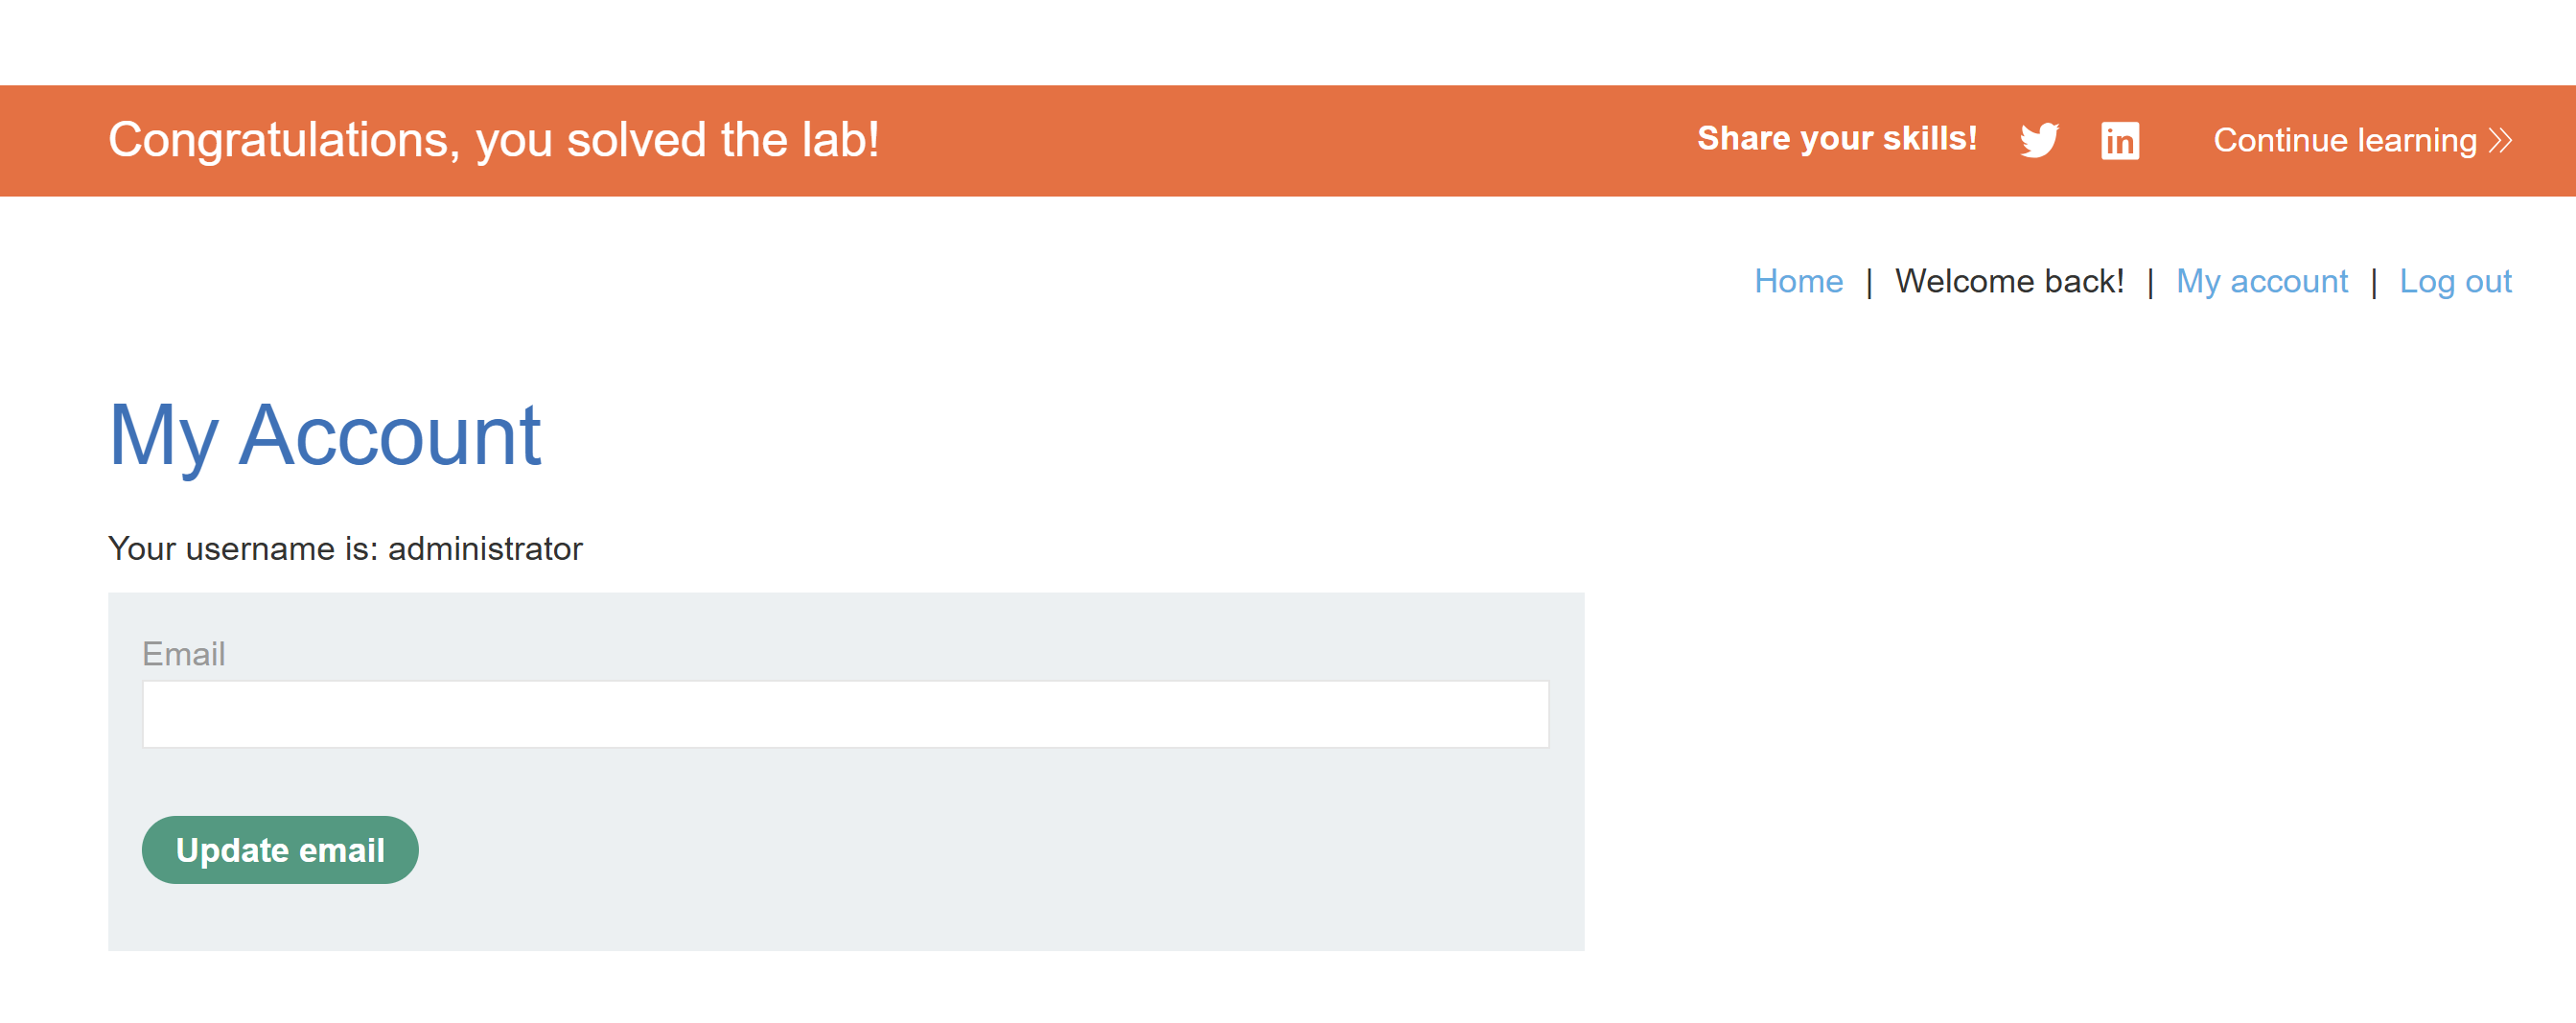 Congratulations, you solved the lab!
Share your skills!
Continue learning
Home | Welcome back! | My account | Log out
My Account
Your username is: administrator
Email
Update email